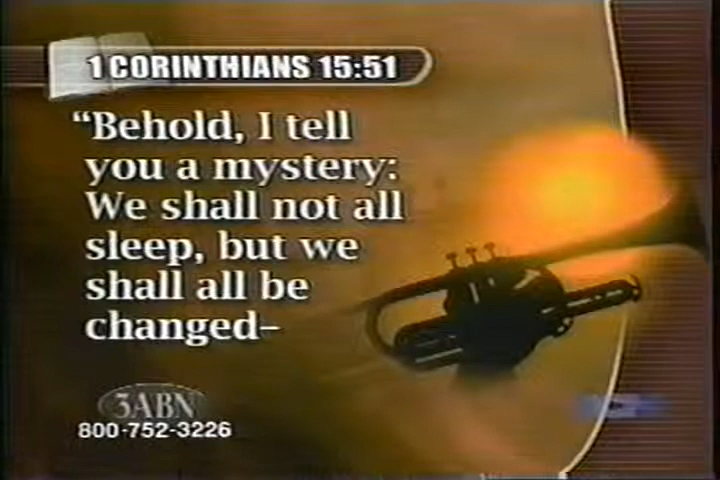 1 CORINTHIANS 15:51
“Behold, I tell
you a mystery:
We shall not all
sleep, but we
shall all be
changed–
3ABN
800-752-3226